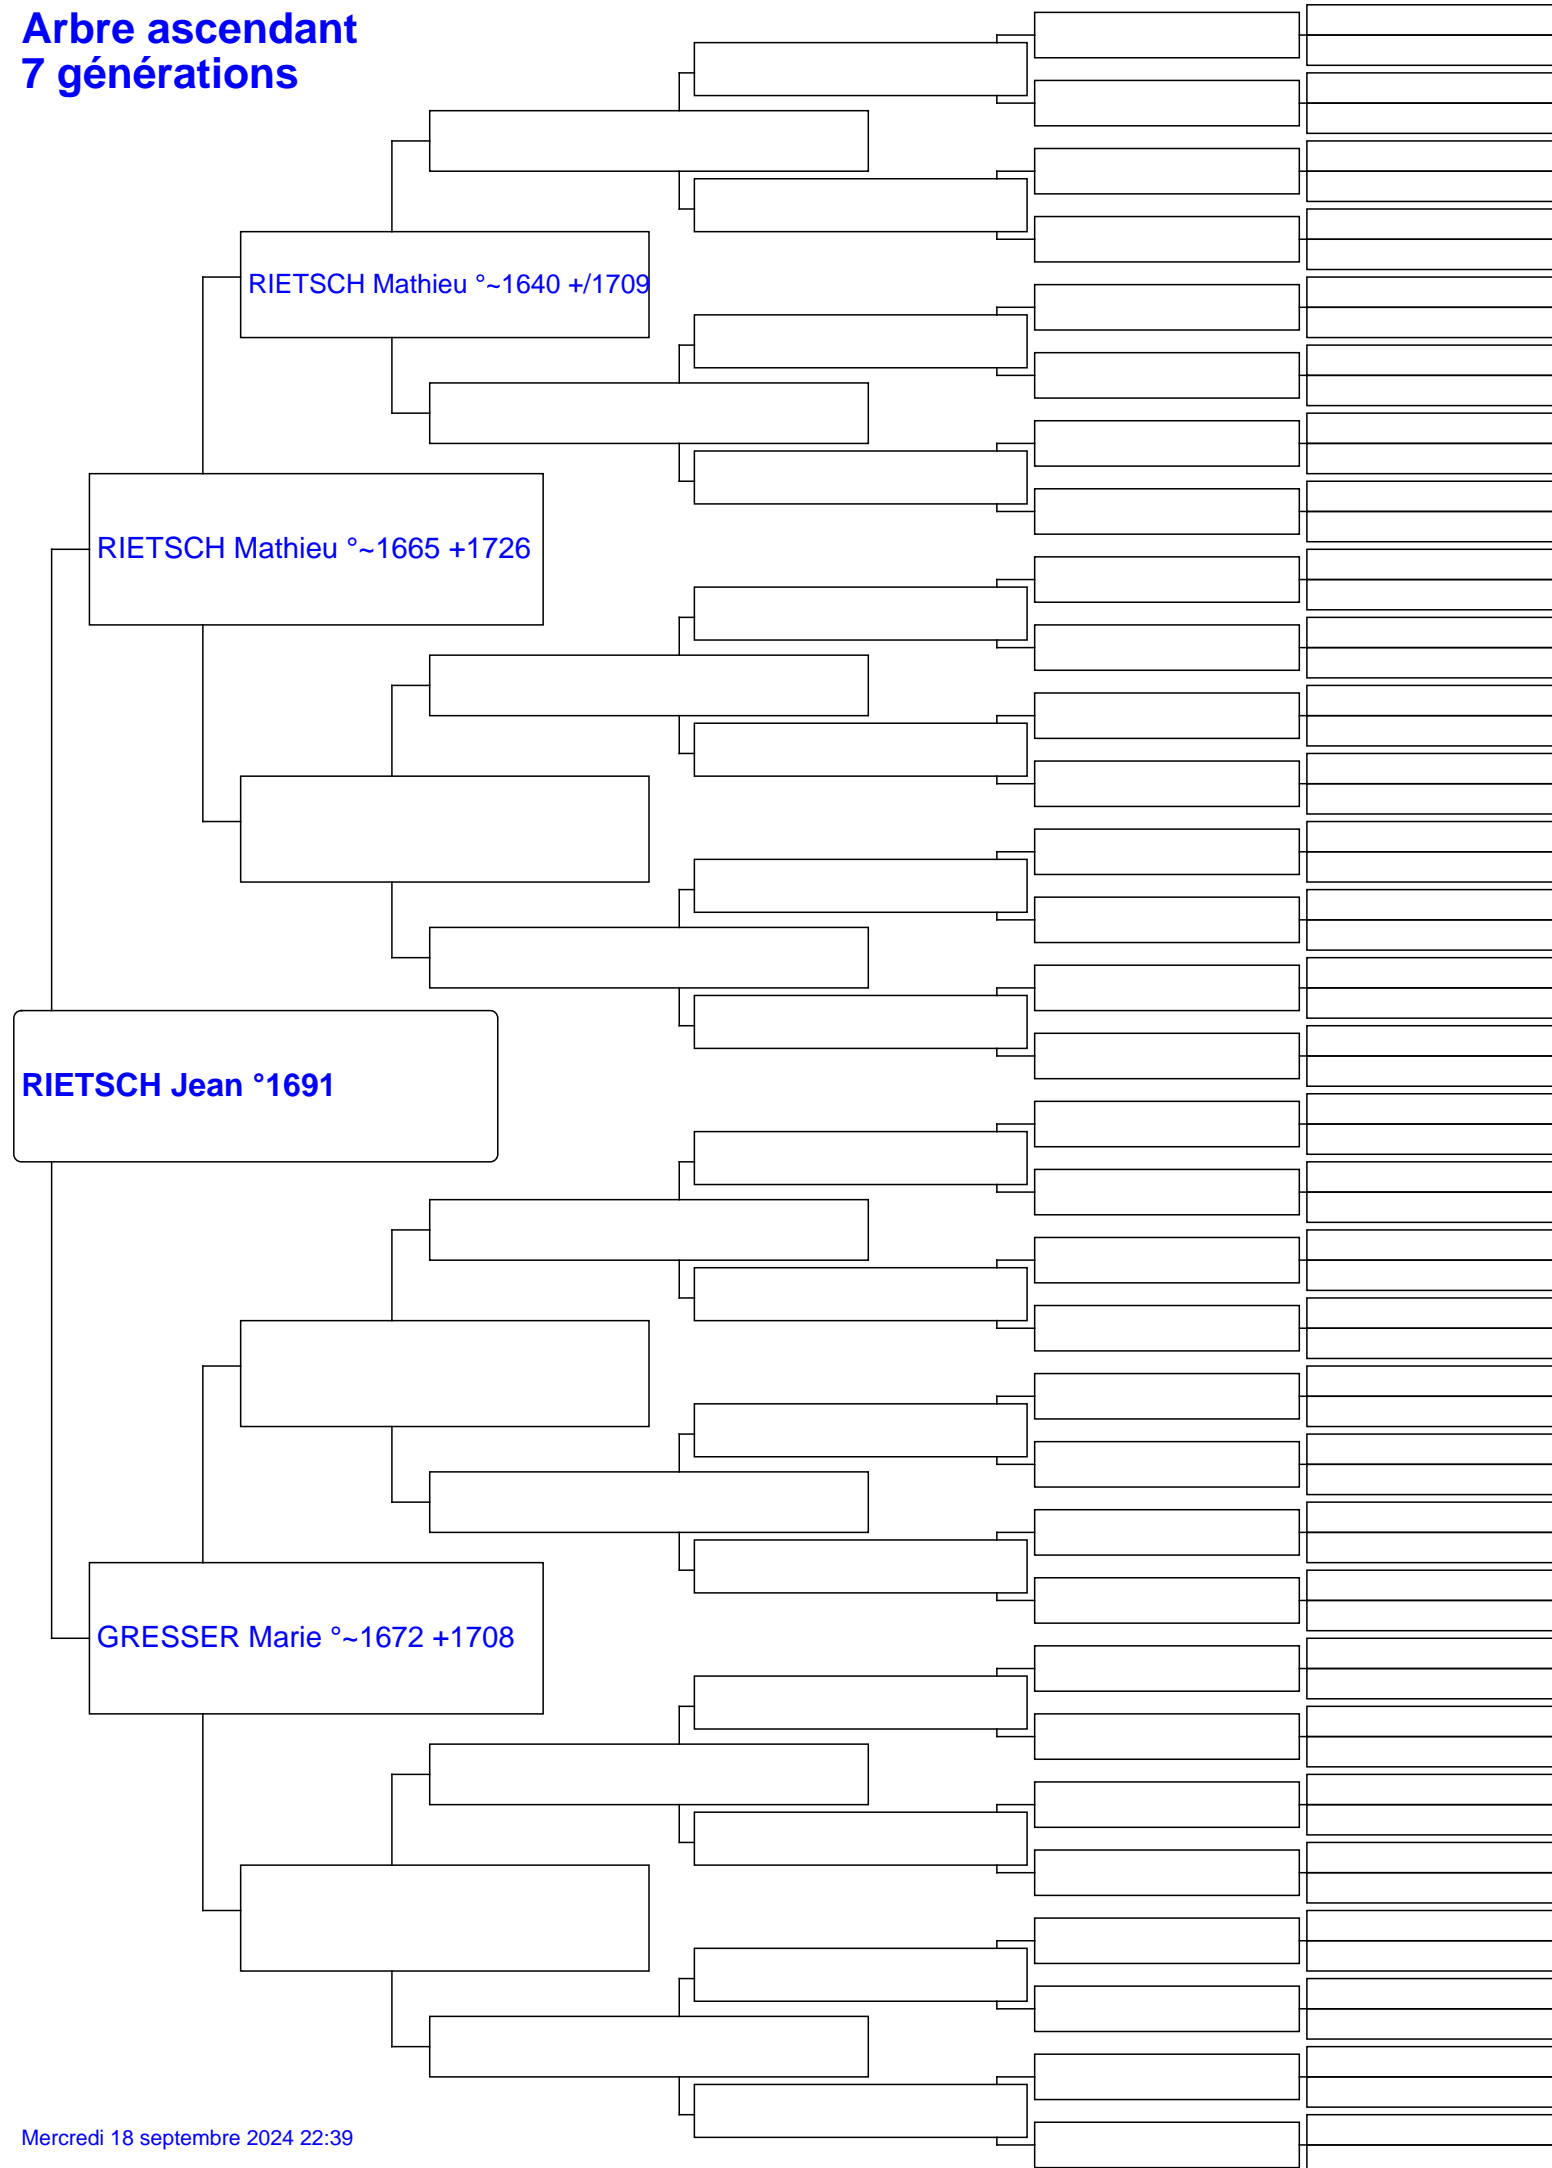 Arbre ascendant
7 générations
RIETSCH Mathieu °~1640 +/1709
RIETSCH Mathieu °~1665 +1726
RIETSCH Jean °1691
GRESSER Marie °~1672 +1708
Mercredi 18 septembre 2024 22:39